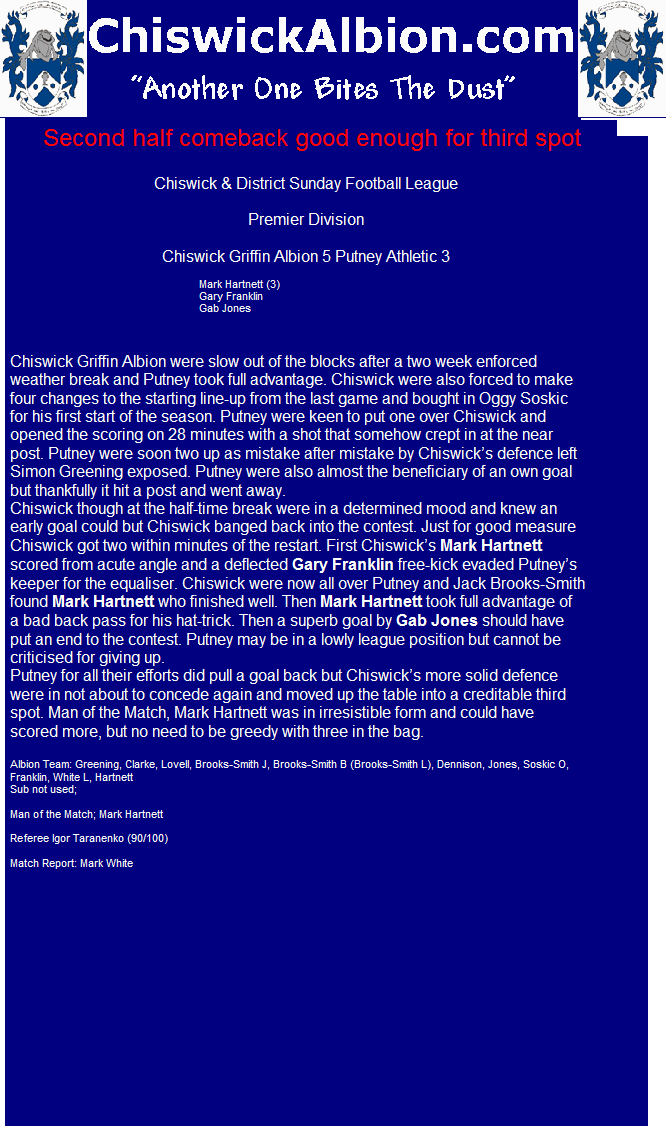 ChiswickAlbion.com
“Another One Bites The Dust”
Second half comeback good enough for third spot
Chiswick & District Sunday Football League
Premier Division
Chiswick Griffin Albion 5 Putney Athletic 3
Mark Hartnett (3)
Gary Franklin
Gab Jones
Chiswick Griffin Albion were slow out of the blocks after a two week enforced
weather break and Putney took full advantage. Chiswick were also forced to make
four changes to the starting line-up from the last game and bought in Oggy Soskic
for his first start of the season. Putney were keen to put one over Chiswick and
opened the scoring on 28 minutes with a shot that somehow crept in at the near
post. Putney were soon two up as mistake after mistake by Chiswick’s defence left
Simon Greening exposed. Putney were also almost the beneficiary of an own goal
but thankfully it hit a post and went away.
Chiswick though at the half-time break were in a determined mood and knew an
early goal could but Chiswick banged back into the contest. Just for good measure
Chiswick got two within minutes of the restart. First Chiswick’s Mark Hartnett
scored from acute angle and a deflected Gary Franklin free-kick evaded Putney’s
keeper for the equaliser. Chiswick were now all over Putney and Jack Brooks-Smith
found Mark Hartnett who finished well. Then Mark Hartnett took full advantage of
a bad back pass for his hat-trick. Then a superb goal by Gab Jones should have
put an end to the contest. Putney may be in a lowly league position but cannot be
criticised for giving up.
Putney for all their efforts did pull a goal back but Chiswick’s more solid defence
were in not about to concede again and moved up the table into a creditable third
spot. Man of the Match, Mark Hartnett was in irresistible form and could have
scored more, but no need to be greedy with three in the bag.
Albion Team: Greening, Clarke, Lovell, Brooks-Smith J, Brooks-Smith B (Brooks-Smith L), Dennison, Jones, Soskic O,
Franklin, White L, Hartnett
Sub not used;
Man of the Match; Mark Hartnett
Referee Igor Taranenko (90/100)
Match Report: Mark White